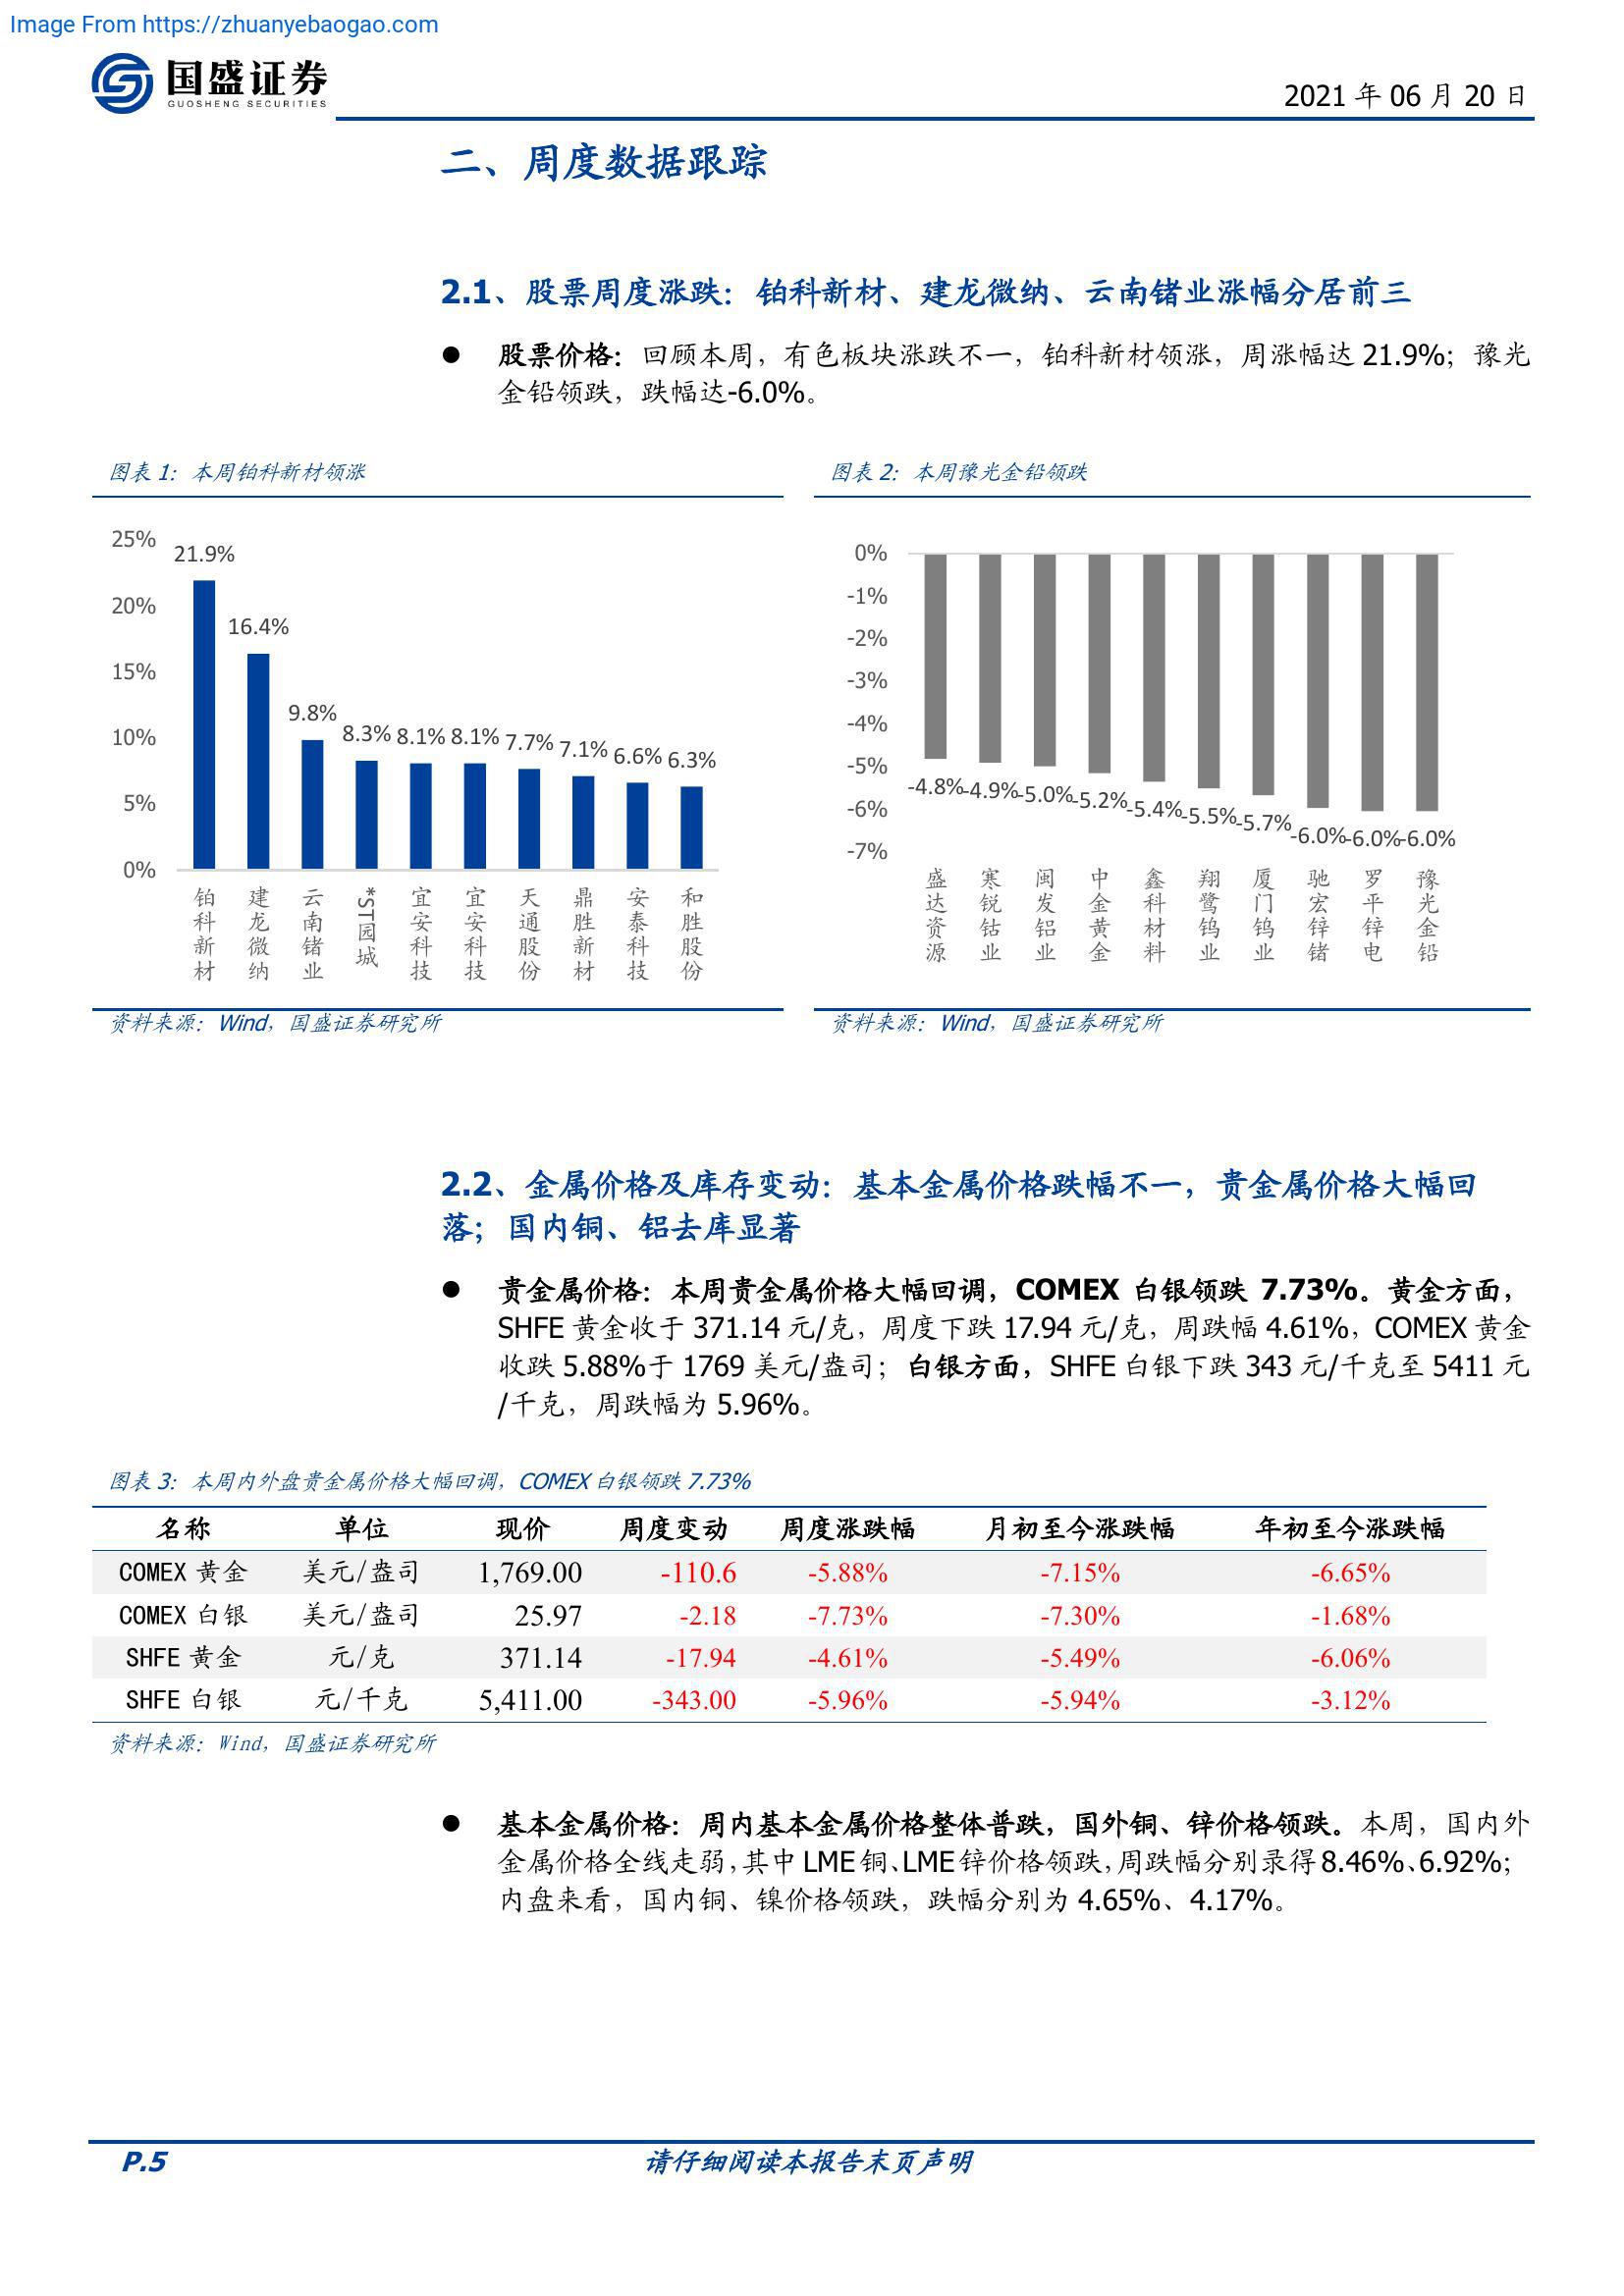 Image From https://zhuanyebaogao.com
国盛证券
GUOSHENG SECURITIES
2021 年 06 月 20 日
二、周度数据跟踪
2.1、股票周度涨跌：铂科新材、建龙微纳、云南锗业涨幅分居前三
● 股票价格：回顾本周，有色板块涨跌不一，铂科新材领涨，周涨幅达 21.9%；豫光
金铅领跌，跌幅达-6.0%。
图表 1：本周铂科新材领涨
25%
20%
15%
10%
5%
0%
21.9%
16.4%
9.8%
8.3% 8.1% 8.1% 7.7% 7.1% 6.6% 6.3%
铂科新材
建龙微纳
云南锗业
*ST园城
宜安科技
宜安科技
天通股份
鼎胜新材
安泰科技
和胜股份
资料来源：Wind，国盛证券研究所
图表 2：本周豫光金铅领跌
0%
-1%
-2%
-3%
-4%
-5%
-6%
-7%
-4.8% -4.9% -5.0% -5.2% -5.4% -5.5% -5.7% -6.0% -6.0% -6.0%
盛达资源
寒锐钴业
闽发铝业
中金黄金
鑫科材料
翔鹭钨业
厦门钨业
驰宏锌锗
罗平锌电
豫光金铅
资料来源：Wind，国盛证券研究所
2.2、金属价格及库存变动：基本金属价格跌幅不一，贵金属价格大幅回
落；国内铜、铝去库显著
● 贵金属价格：本周贵金属价格大幅回调，COMEX 白银领跌 7.73%。黄金方面，
SHFE 黄金收于 371.14 元/克，周度下跌 17.94 元/克，周跌幅 4.61%，COMEX 黄金
收跌 5.88%于 1769 美元/盎司；白银方面，SHFE 白银下跌 343 元/千克至 5411 元
/千克，周跌幅为 5.96%。
图表 3：本周内外盘贵金属价格大幅回调，COMEX 白银领跌 7.73%
名称 单位 现价 周度变动 周度涨跌幅 月初至今涨跌幅 年初至今涨跌幅
COMEX 黄金 美元/盎司 1,769.00 -110.6 -5.88% -7.15% -6.65%
COMEX 白银 美元/盎司 25.97 -2.18 -7.73% -7.30% -1.68%
SHFE 黄金 元/克 371.14 -17.94 -4.61% -5.49% -6.06%
SHFE 白银 元/千克 5,411.00 -343.00 -5.96% -5.94% -3.12%
资料来源：Wind，国盛证券研究所
● 基本金属价格：周内基本金属价格整体普跌，国外铜、锌价格领跌。本周，国内外
金属价格全线走弱，其中 LME 铜、LME 锌价格领跌，周跌幅分别录得 8.46%、6.92%；
内盘来看，国内铜、镍价格领跌，跌幅分别为 4.65%、4.17%。
P.5
请仔细阅读本报告末页声明